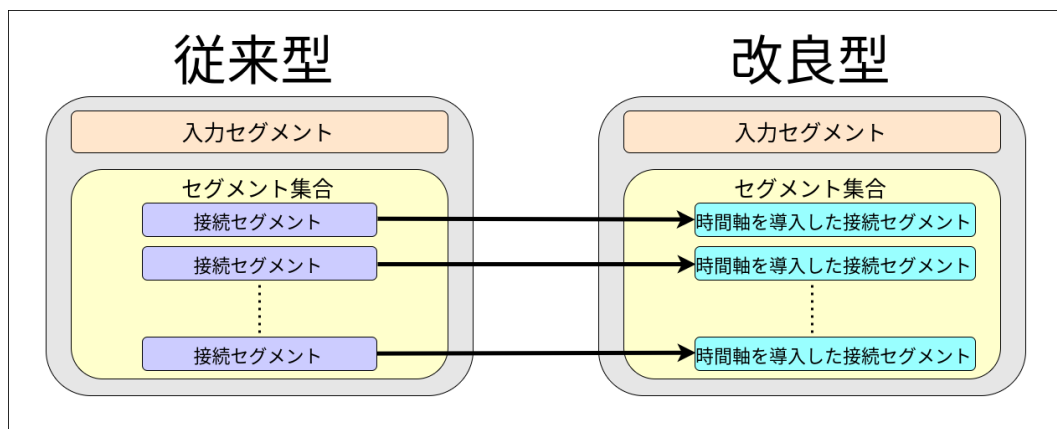 従来型
入力セグメント
セグメント集合
接続セグメント
接続セグメント
接続セグメント
改良型
入力セグメント
セグメント集合
時間軸を導入した接続セグメント
時間軸を導入した接続セグメント
時間軸を導入した接続セグメント